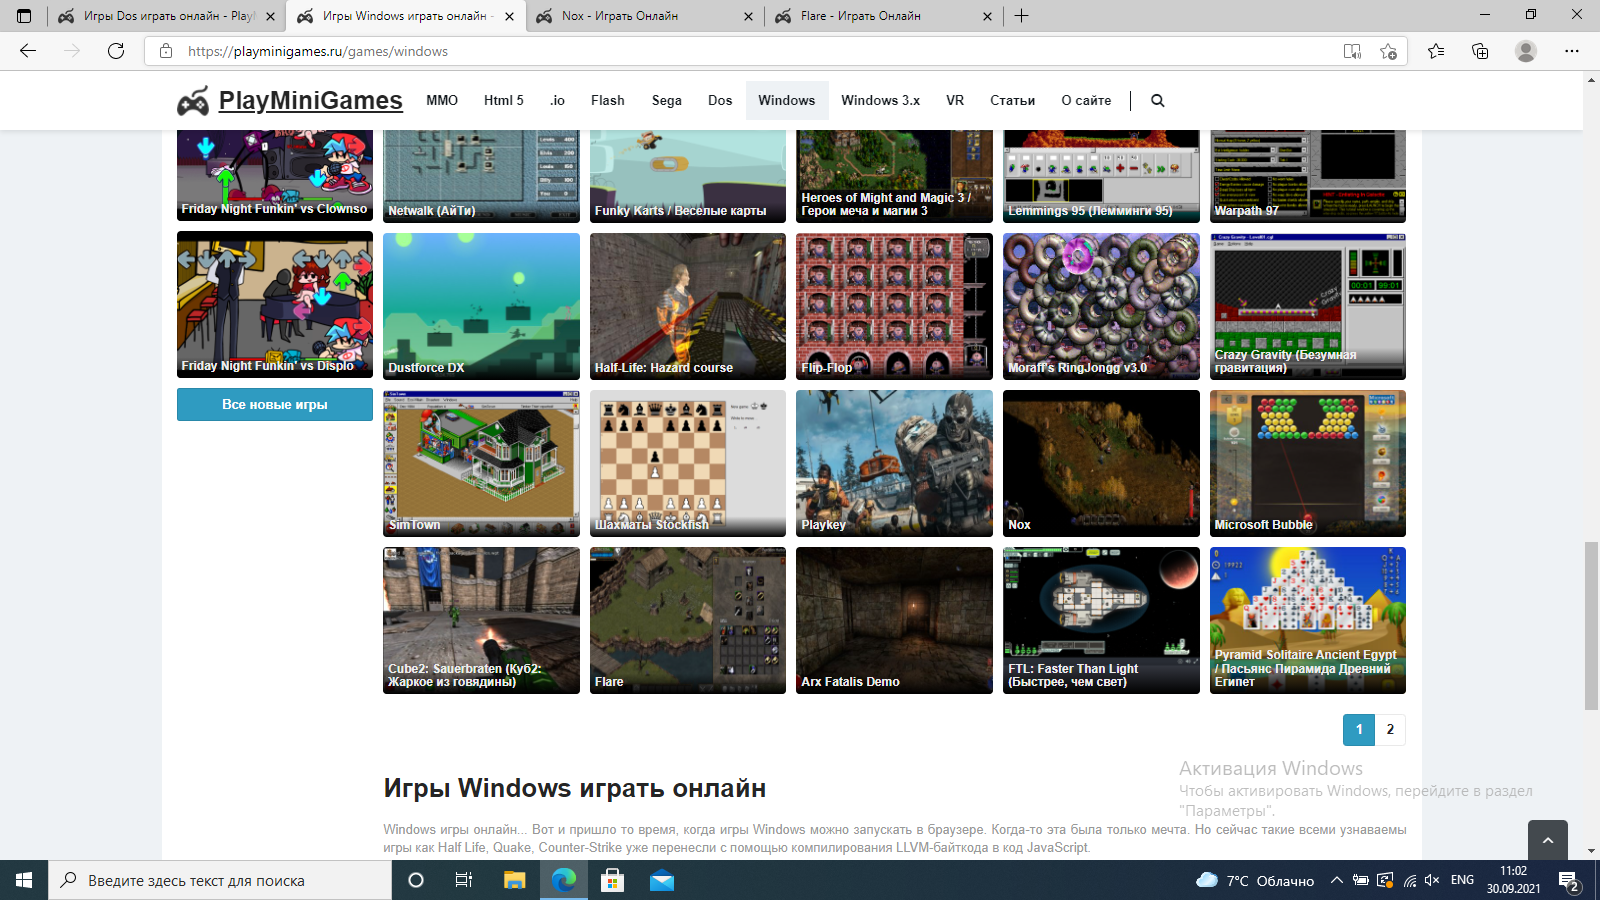 Игры Dos играть онлайн - Play
Игры Windows играть онлайн -
Nox - Играть Онлайн
Flare - Играть Онлайн
https://playminigames.ru/games/windows
PlayMiniGames
MMO
Html 5
.io
Flash
Sega
Dos
Windows
Windows 3.x
VR
Статьи
О сайте
Friday Night Funkin' vs Clownso
Netwalk (АйТи)
Funky Karts / Веселые карты
Heroes of Might and Magic 3 /
Герои меча и магии 3
Lemmings 95 (Лемминги 95)
Warpath 97
Friday Night Funkin' vs Displo
Dustforce DX
Half-Life: Hazard course
Flip-Flop
Moraff's RingJongg v3.0
Crazy Gravity (Безумная
гравитация)
Все новые игры
SimTown
Шахматы Stockfish
Playkey
Nox
Microsoft Bubble
Cube2: Sauerbraten (Куб2:
Жаркое из говядины)
Flare
Arx Fatalis Demo
FTL: Faster Than Light
(Быстрее, чем свет)
Pyramid Solitaire Ancient Egypt
/ Пасьянс Пирамида Древний
Египет
1
2
Игры Windows играть онлайн
Windows игры онлайн... Вот и пришло то время, когда игры Windows можно запускать в браузере. Когда-то эта была только мечта. Но сейчас такие всеми узнаваемы
игры как Half Life, Quake, Counter-Strike уже перенесли с помощью компилирования LLVM-байткода в код JavaScript.
Активация Windows
Чтобы активировать Windows, перейдите в раздел
"Параметры".
Введите здесь текст для поиска
7°C Облачно
ENG
11:02
30.09.2021
2